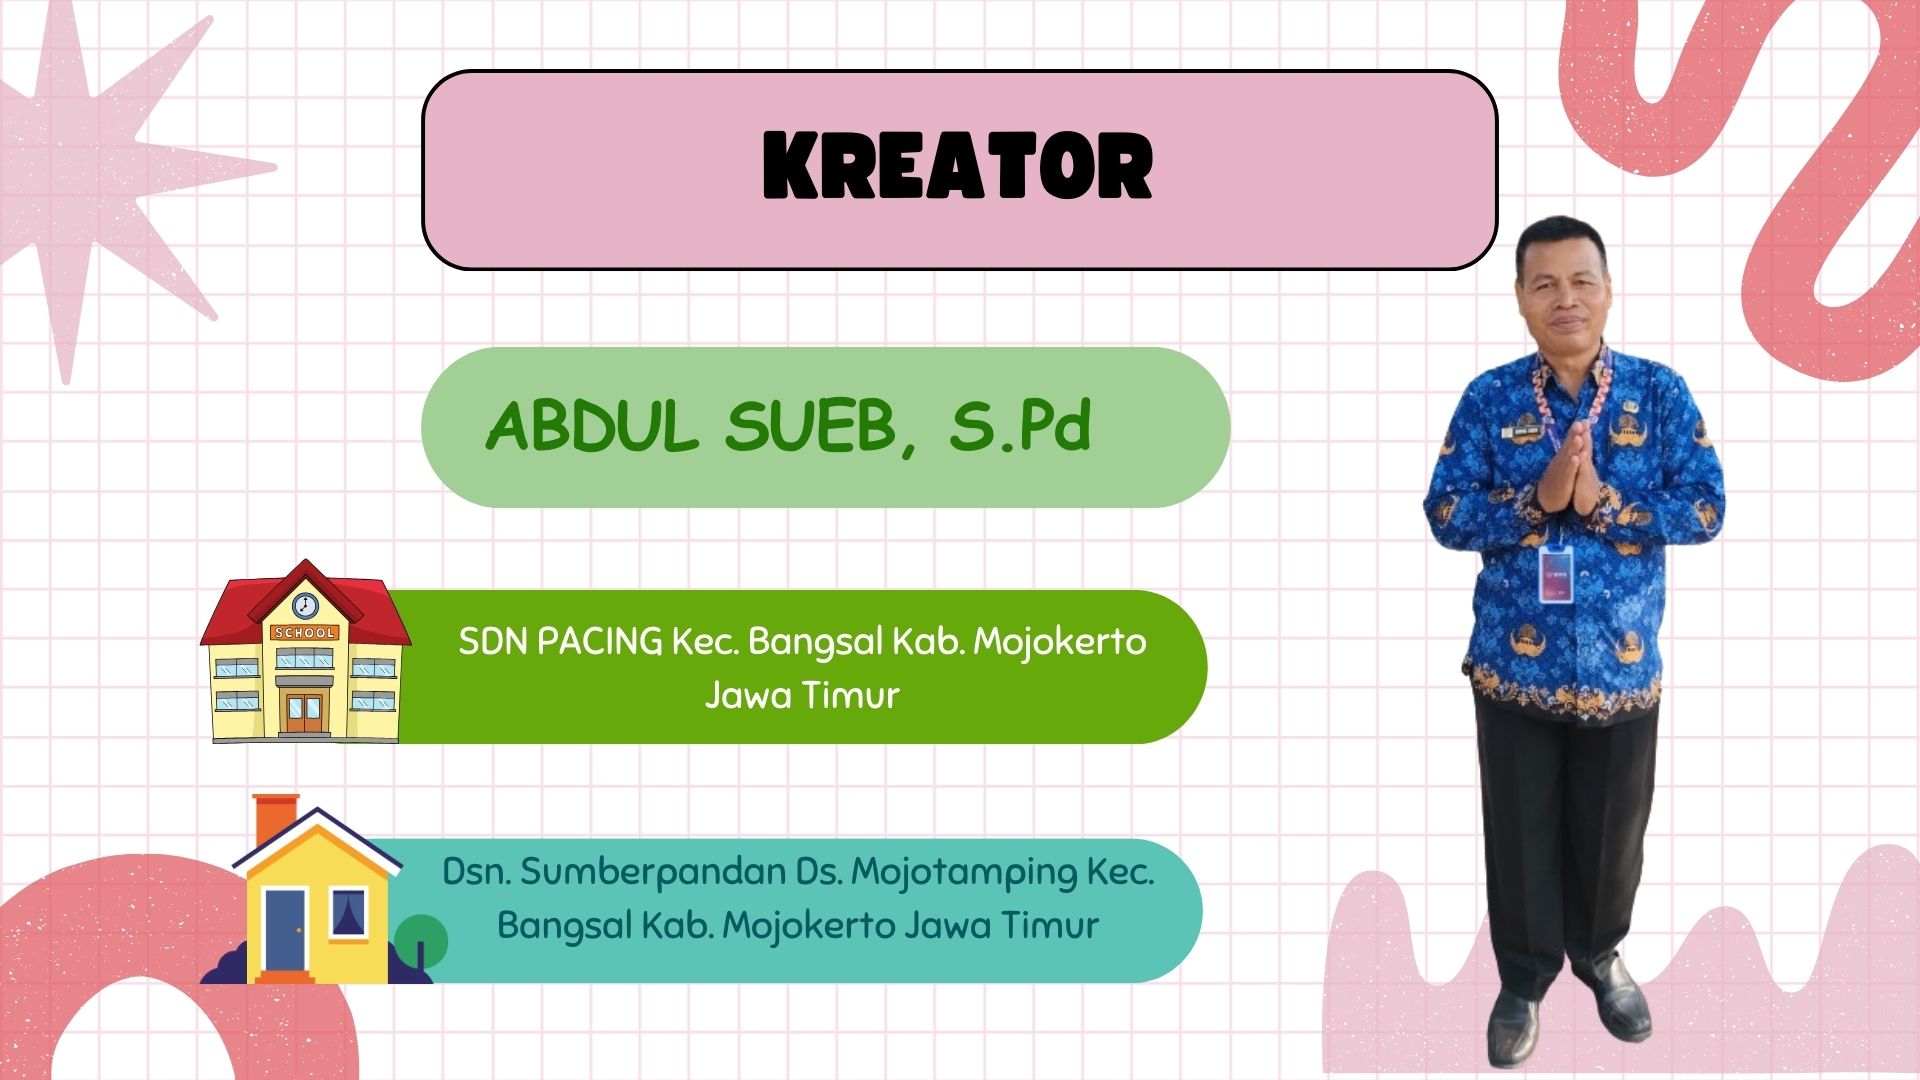 KREATOR
ABDUL SUEB, S.Pd
SCHOOL
SDN PACING Kec. Bangsal Kab. Mojokerto
Jawa Timur
Dsn. Sumberpandan Ds. Mojotamping Kec.
Bangsal Kab. Mojokerto Jawa Timur